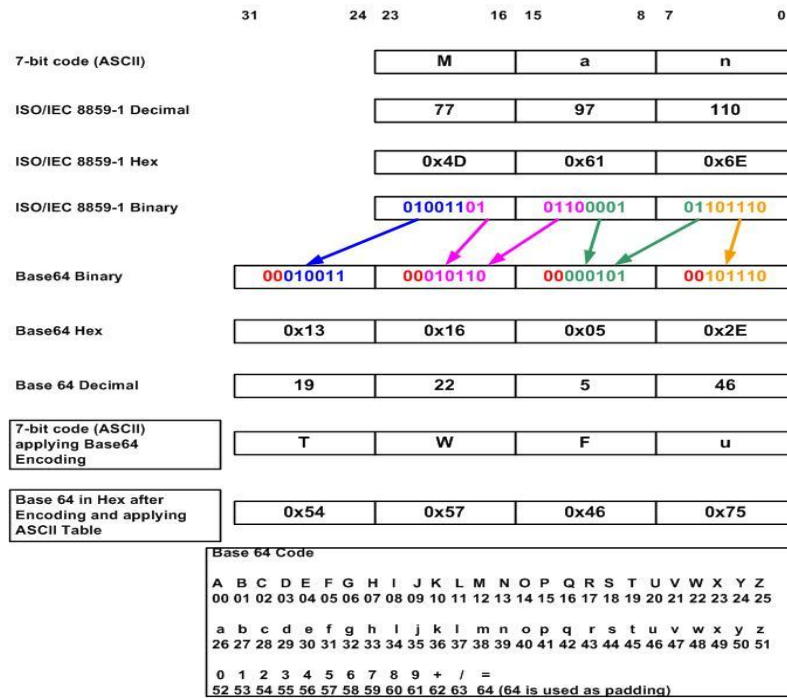 31 24 23 16 15 8 7 0
7-bit code (ASCII) M a n
ISO/IEC 8859-1 Decimal 77 97 110
ISO/IEC 8859-1 Hex 0x4D 0x61 0x6E
ISO/IEC 8859-1 Binary 01001101 01100001 01101110
Base64 Binary 00010011 00010110 00000101 00101110
Base64 Hex 0x13 0x16 0x05 0x2E
Base 64 Decimal 19 22 5 46
7-bit code (ASCII)
applying Base64
Encoding
T W F u
Base 64 in Hex after
Encoding and applying
ASCII Table
0x54 0x57 0x46 0x75
Base 64 Code
A B C D E F G H I J K L M N O P Q R S T U V W X Y Z
00 01 02 03 04 05 06 07 08 09 10 11 12 13 14 15 16 17 18 19 20 21 22 23 24 25
a b c d e f g h i j k l m n o p q r s t u v w x y z
26 27 28 29 30 31 32 33 34 35 36 37 38 39 40 41 42 43 44 45 46 47 48 49 50 51
0 1 2 3 4 5 6 7 8 9 + / =
52 53 54 55 56 57 58 59 60 61 62 63 64 (64 is used as padding)